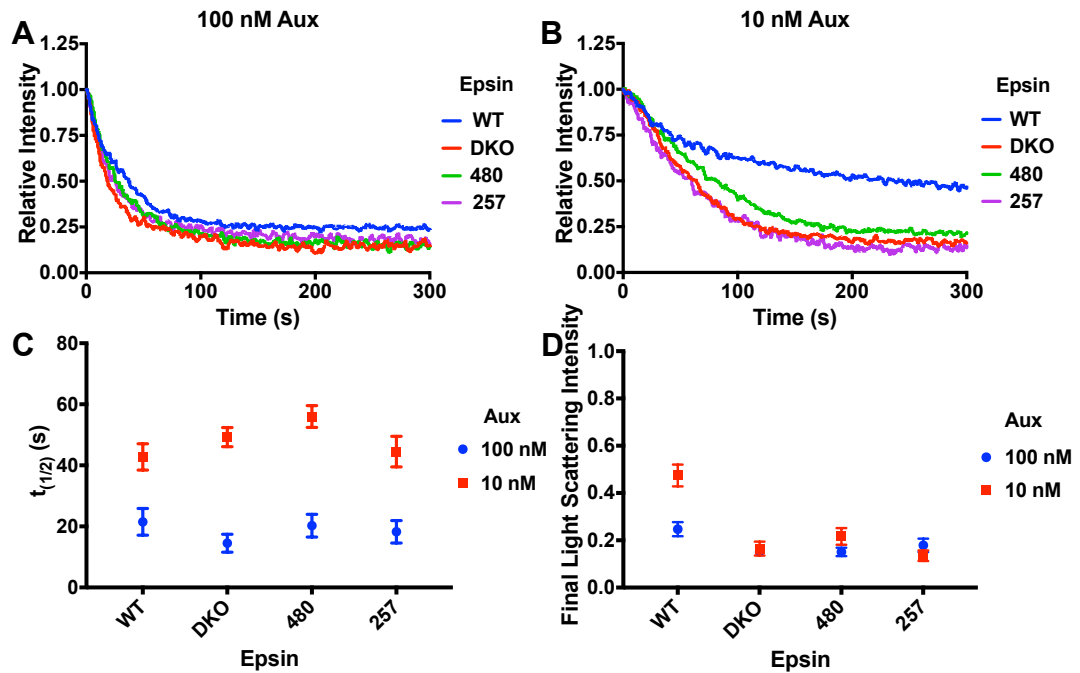 100 nM Aux
10 nM Aux
A
B
1.25
1.00
0.75
0.50
0.25
0.00
Relative Intensity
0
100
200
300
Time (s)
Epsin
WT
DKO
480
257
1.25
1.00
0.75
0.50
0.25
0.00
Relative Intensity
0
100
200
300
Time (s)
Epsin
WT
DKO
480
257
C
D
80
60
40
20
0
t(1/2) (s)
WT
DKO
480
257
Epsin
Aux
100 nM
10 nM
1.0
0.8
0.6
0.4
0.2
0.0
Final Light Scattering Intensity
WT
DKO
480
257
Epsin
Aux
100 nM
10 nM